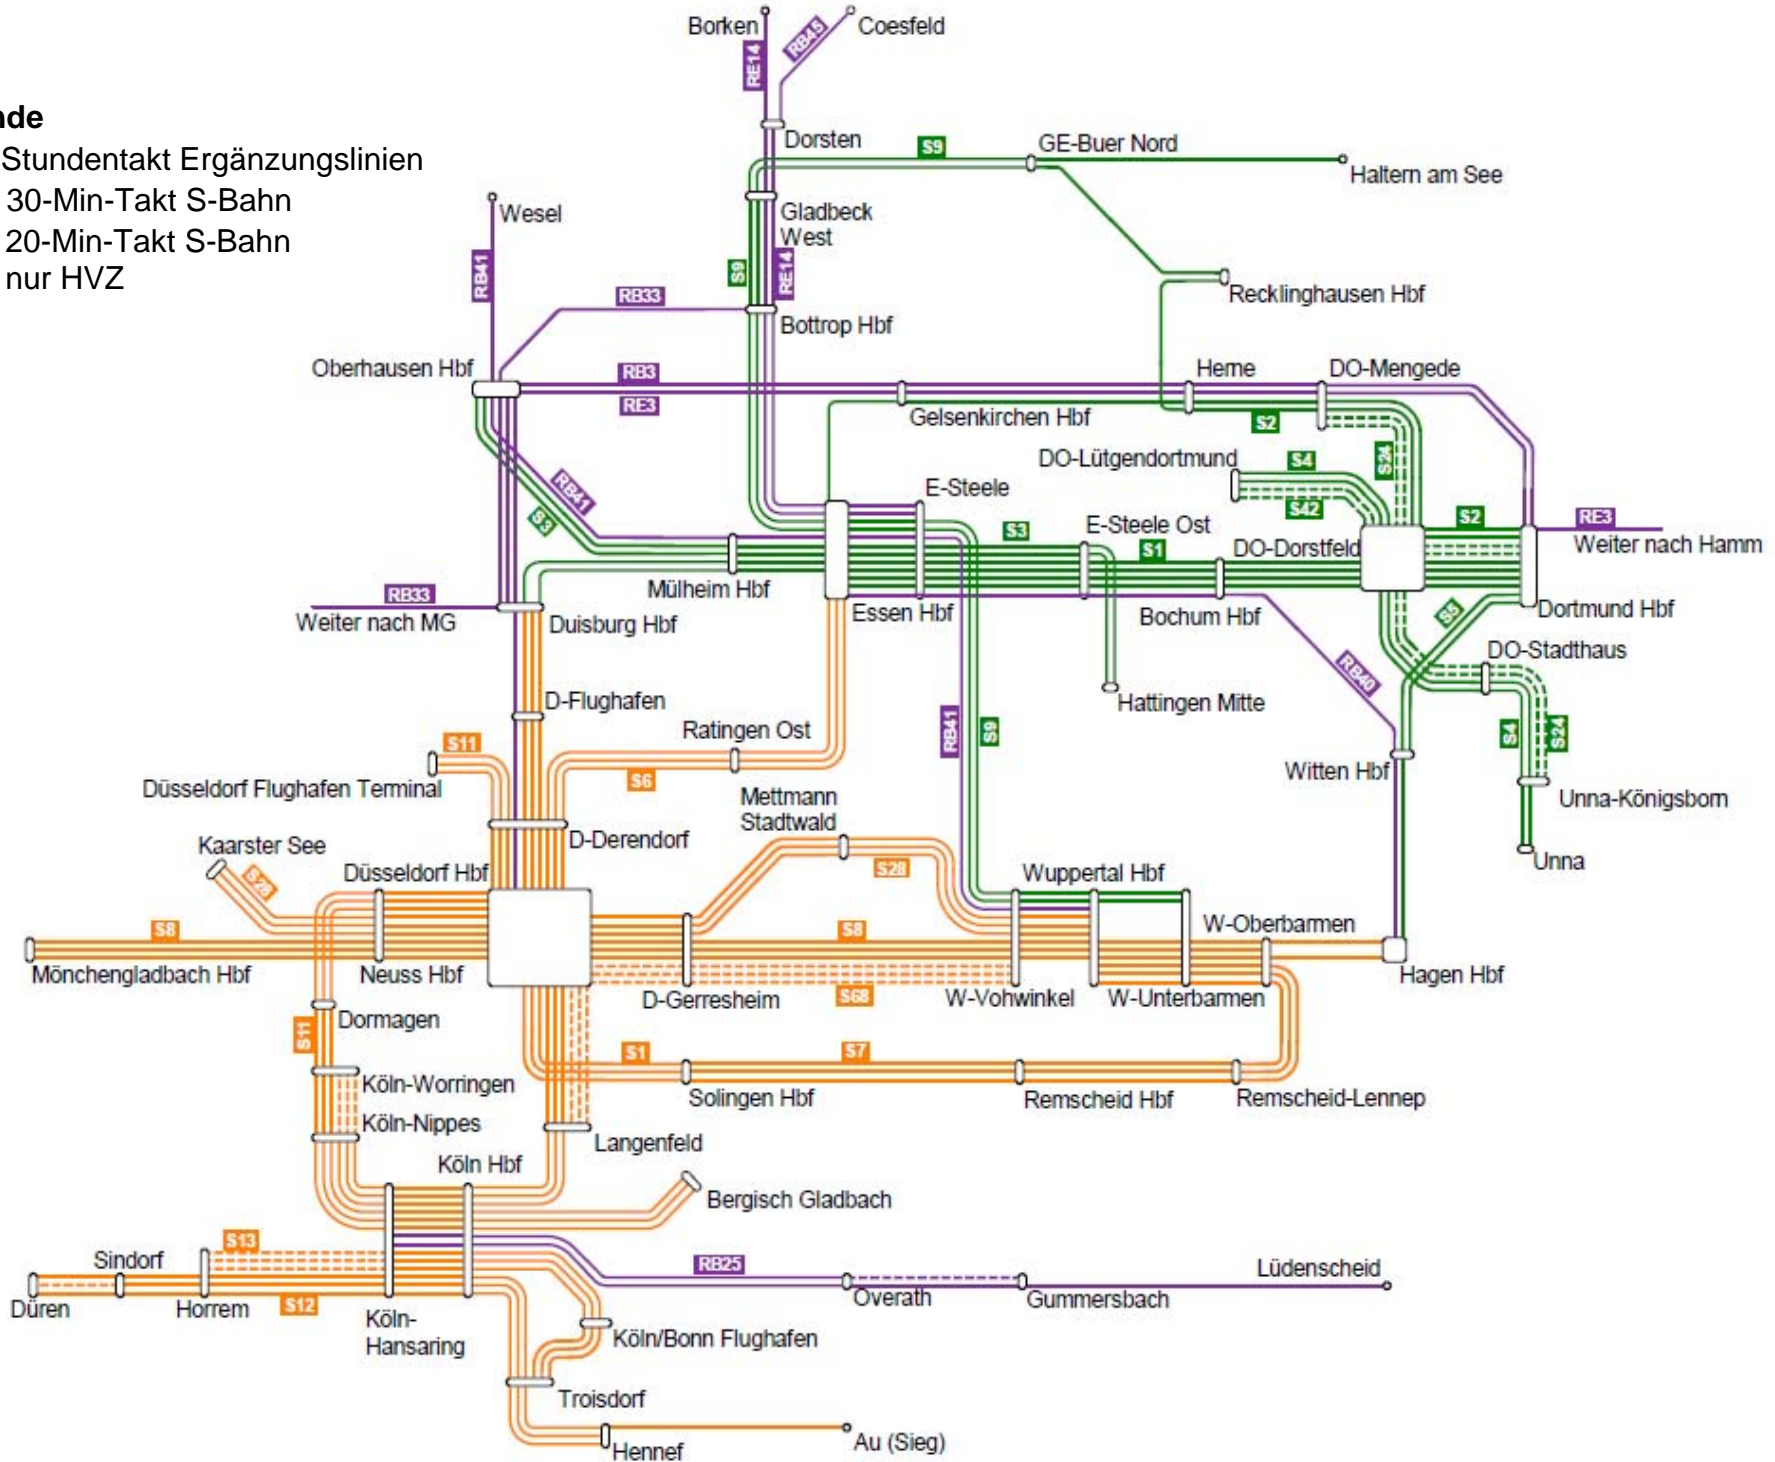 nde
Stundentakt Ergänzungslinien
30-Min-Takt S-Bahn
20-Min-Takt S-Bahn
nur HVZ
Borken
Coesfeld
RE14
RB45
Dorsten
S9
GE-Buer Nord
Haltern am See
Wesel
Gladbeck
West
RB41
S9
RE14
RB33
Recklinghausen Hbf
Bottrop Hbf
Oberhausen Hbf
RB3
RE3
Herne
DO-Mengede
Gelsenkirchen Hbf
S2
DO-Lütgendortmund
S4
S24
S42
RB41
S3
E-Steele
S3
E-Steele Ost
S1
DO-Dorstfeld
S2
RE3
Weiter nach Hamm
Mülheim Hbf
RB33
Weiter nach MG
Duisburg Hbf
Essen Hbf
Bochum Hbf
S5
Dortmund Hbf
DO-Stadthaus
RB40
D-Flughafen
Hattingen Mitte
Ratingen Ost
S11
RB41
S9
S4
S24
S6
Düsseldorf Flughafen Terminal
Witten Hbf
Unna-Königsborn
Mettmann
Stadtwald
D-Derendorf
Kaarster See
S28
Düsseldorf Hbf
S28
Wuppertal Hbf
Unna
S8
S8
W-Oberbarmen
Mönchengladbach Hbf
Neuss Hbf
D-Gerresheim
S68
W-Vohwinkel
W-Unterbarmen
Hagen Hbf
Dormagen
S11
S1
S7
Köln-Worringen
Solingen Hbf
Remscheid Hbf
Remscheid-Lennep
Köln-Nippes
Langenfeld
Köln Hbf
Bergisch Gladbach
S13
Sindorf
RB25
Lüdenscheid
Düren
Horrem
S12
Overath
Gummersbach
Köln-
Hansaring
Köln/Bonn Flughafen
Troisdorf
Hennef
Au (Sieg)